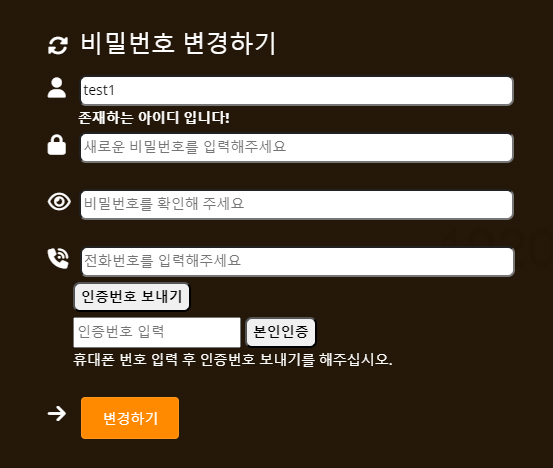 비밀번호 변경하기
test1
존재하는 아이디 입니다!
새로운 비밀번호를 입력해주세요
비밀번호를 확인해 주세요
전화번호를 입력해주세요
인증번호 보내기
인증번호 입력 본인인증
휴대폰 번호 입력 후 인증번호 보내기를 해주십시오.
변경하기